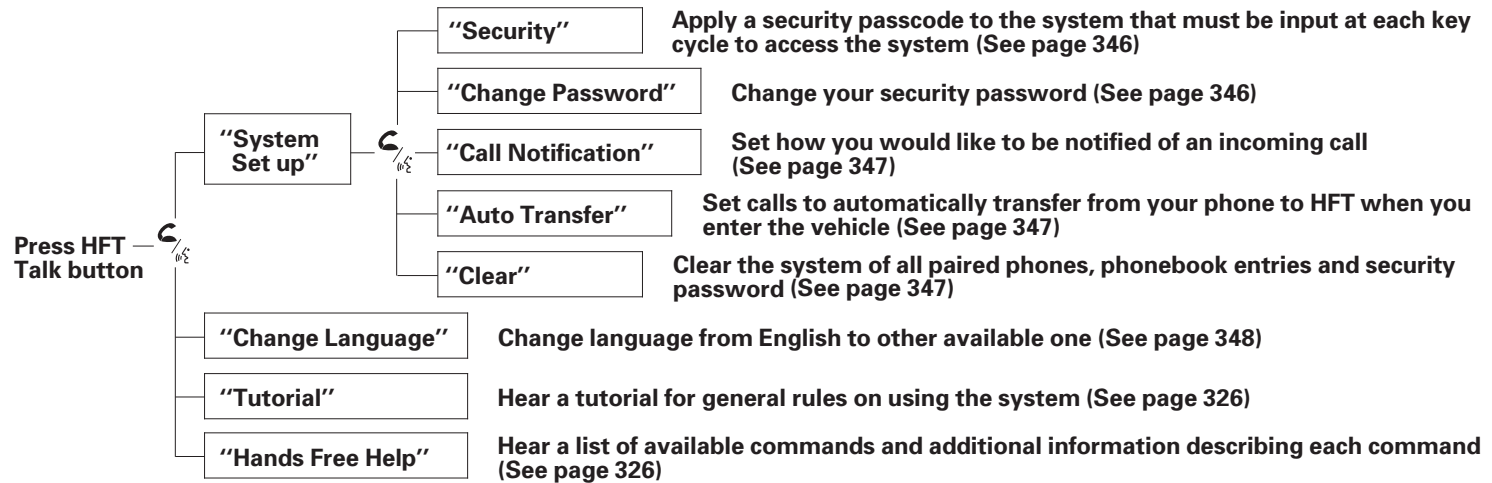 "Security"
Apply a security passcode to the system that must be input at each key
cycle to access the system (See page 346)
"Change Password"
Change your security password (See page 346)
"System
Set up"
"Call Notification"
Set how you would like to be notified of an incoming call
(See page 347)
"Auto Transfer"
Set calls to automatically transfer from your phone to HFT when you
enter the vehicle (See page 347)
Press HFT
Talk button
"Clear"
Clear the system of all paired phones, phonebook entries and security
password (See page 347)
"Change Language"
Change language from English to other available one (See page 348)
"Tutorial"
Hear a tutorial for general rules on using the system (See page 326)
"Hands Free Help"
Hear a list of available commands and additional information describing each command
(See page 326)